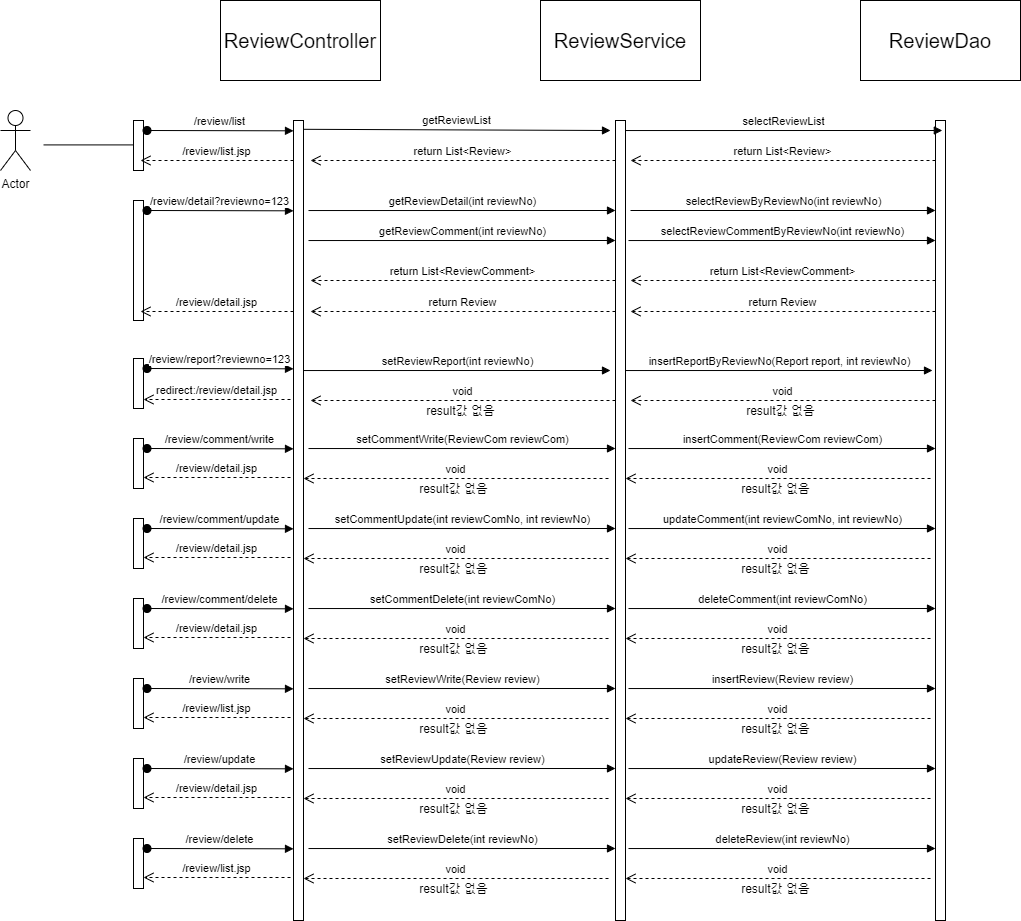 ReviewController
ReviewService
ReviewDao
Actor
/review/list
getReviewList
selectReviewList
/review/list.jsp
return List<Review>
return List<Review>
/review/detail?reviewno=123
getReviewDetail(int reviewNo)
selectReviewByReviewNo(int reviewNo)
getReviewComment(int reviewNo)
selectReviewCommentByReviewNo(int reviewNo)
return List<ReviewComment>
return List<ReviewComment>
/review/detail.jsp
return Review
return Review
/review/report?reviewno=123
setReviewReport(int reviewNo)
insertReportByReviewNo(Report report, int reviewNo)
redirect:/review/detail.jsp
void
void
result값 없음
result값 없음
/review/comment/write
setCommentWrite(ReviewCom reviewCom)
insertComment(ReviewCom reviewCom)
/review/detail.jsp
void
void
result값 없음
result값 없음
/review/comment/update
setCommentUpdate(int reviewComNo, int reviewNo)
updateComment(int reviewComNo, int reviewNo)
/review/detail.jsp
void
void
result값 없음
result값 없음
/review/comment/delete
setCommentDelete(int reviewComNo)
deleteComment(int reviewComNo)
/review/detail.jsp
void
void
result값 없음
result값 없음
/review/write
setReviewWrite(Review review)
insertReview(Review review)
/review/list.jsp
void
void
result값 없음
result값 없음
/review/update
setReviewUpdate(Review review)
updateReview(Review review)
/review/detail.jsp
void
void
result값 없음
result값 없음
/review/delete
setReviewDelete(int reviewNo)
deleteReview(int reviewNo)
/review/list.jsp
void
void
result값 없음
result값 없음